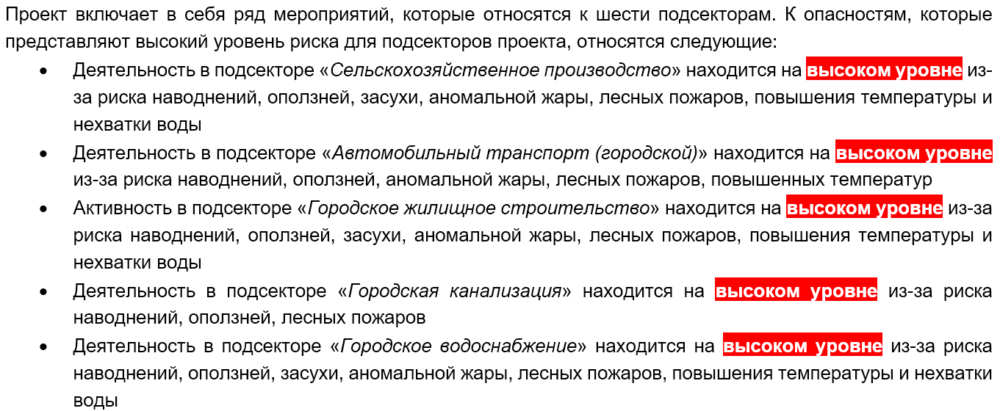 Проект включает в себя ряд мероприятий, которые относятся к шести подсекторам. К опасностям, которые
представляют высокий уровень риска для подсекторов проекта, относятся следующие:
• Деятельность в подсекторе «Сельскохозяйственное производство» находится на высоком уровне из-
за риска наводнений, оползней, засухи, аномальной жары, лесных пожаров, повышения температуры и
нехватки воды
• Деятельность в подсекторе «Автомобильный транспорт (городской)» находится на высоком уровне
из-за риска наводнений, оползней, аномальной жары, лесных пожаров, повышенных температур
• Активность в подсекторе «Городское жилищное строительство» находится на высоком уровне из-за
риска наводнений, оползней, засухи, аномальной жары, лесных пожаров, повышения температуры и
нехватки воды
• Деятельность в подсекторе «Городская канализация» находится на высоком уровне из-за риска
наводнений, оползней, лесных пожаров
• Деятельность в подсекторе «Городское водоснабжение» находится на высоком уровне из-за риска
наводнений, оползней, засухи, аномальной жары, лесных пожаров, повышения температуры и нехватки
воды